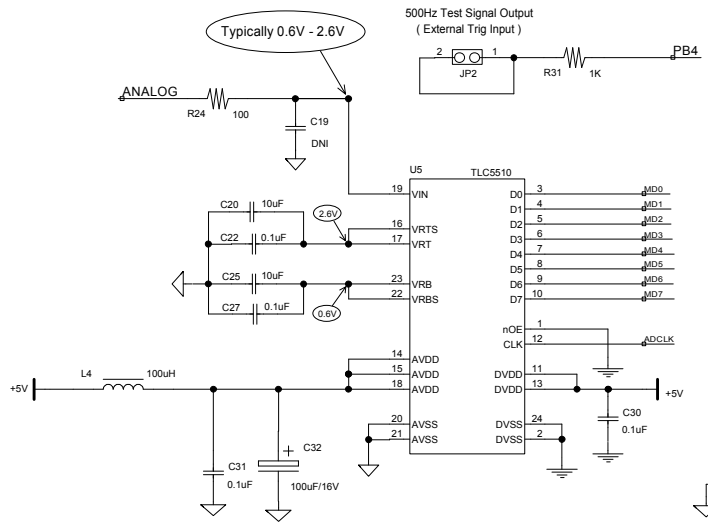 500Hz Test Signal Output
( External Trig Input )
Typically 0.6V - 2.6V
2 1 PB4
JP2 R31 1K
ANALOG
R24 100
C19
DNI
U5 TLC5510
19 VIN D0 3 MD0
D1 4 MD1
C20 10uF D2 5 MD2
2.6V 16 VRTS D3 6 MD3
C22 0.1uF 17 VRT D4 7 MD4
D5 8 MD5
C25 10uF 23 VRB D6 9 MD6
C27 0.1uF 22 VRBS D7 10 MD7
0.6V
nOE 1
CLK 12 ADCLK
14 AVDD
L4 100uH 15 AVDD DVDD 11
+5V 18 AVDD DVDD 13 +5V
20 AVSS DVSS 24 C30
21 AVSS DVSS 2 0.1uF
C31 C32
0.1uF + 100uF/16V